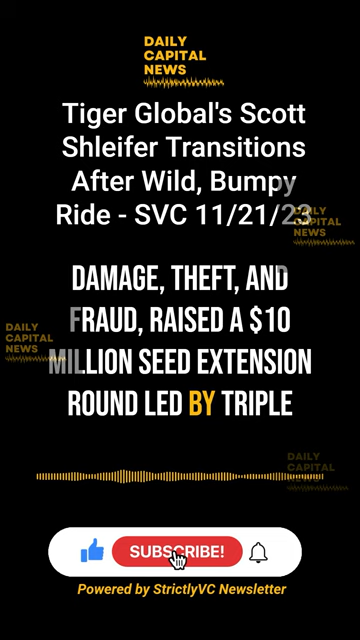 DAILY
CAPITAL
NEWS
Tiger Global's Scott
Shleifer Transitions
After Wild, Bumpy
Ride - SVC 11/21/23
DAILY
CAPITAL
NEWS
DAMAGE, THEFT, AND
FRAUD, RAISED A $10
DAILY
CAPITAL
NEWS
MILLION SEED EXTENSION
ROUND LED BY TRIPLE
DAILY
CAPITAL
NEWS
SUBSCRIBE!
Powered by StrictlyVC Newsletter